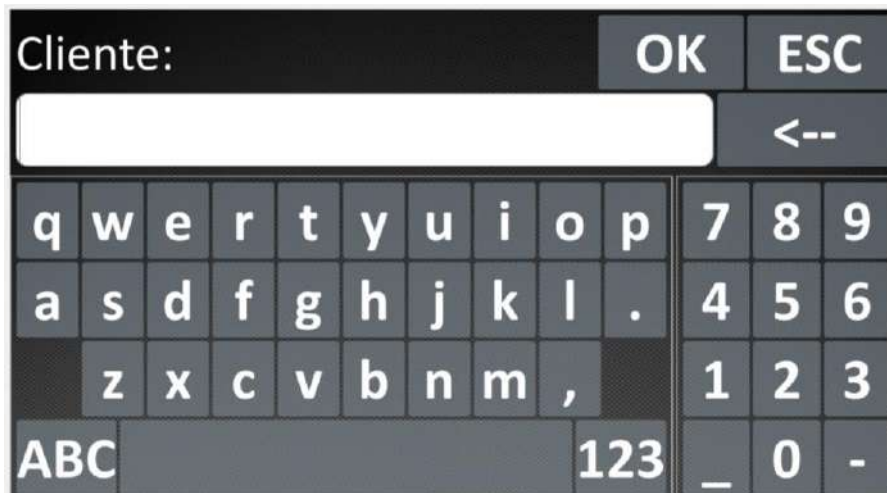 Cliente: OK ESC
<--
q w e r t y u i o p 7 8 9
a s d f g h j k l . 4 5 6
z x c v b n m , 1 2 3
ABC 123 _ 0 -